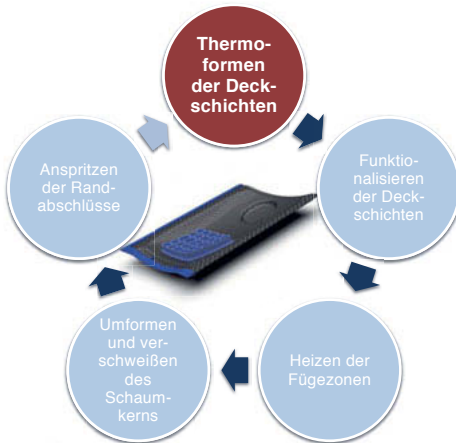 Thermo-
formen
der Deck-
schichten
Funktio-
nalisieren
der Deck-
schichten
Heizen der
Fügezonen
Umformen
und ver-
schweißen
des
Schaum-
kerns
Anspritzen
der Rand-
abschlüsse